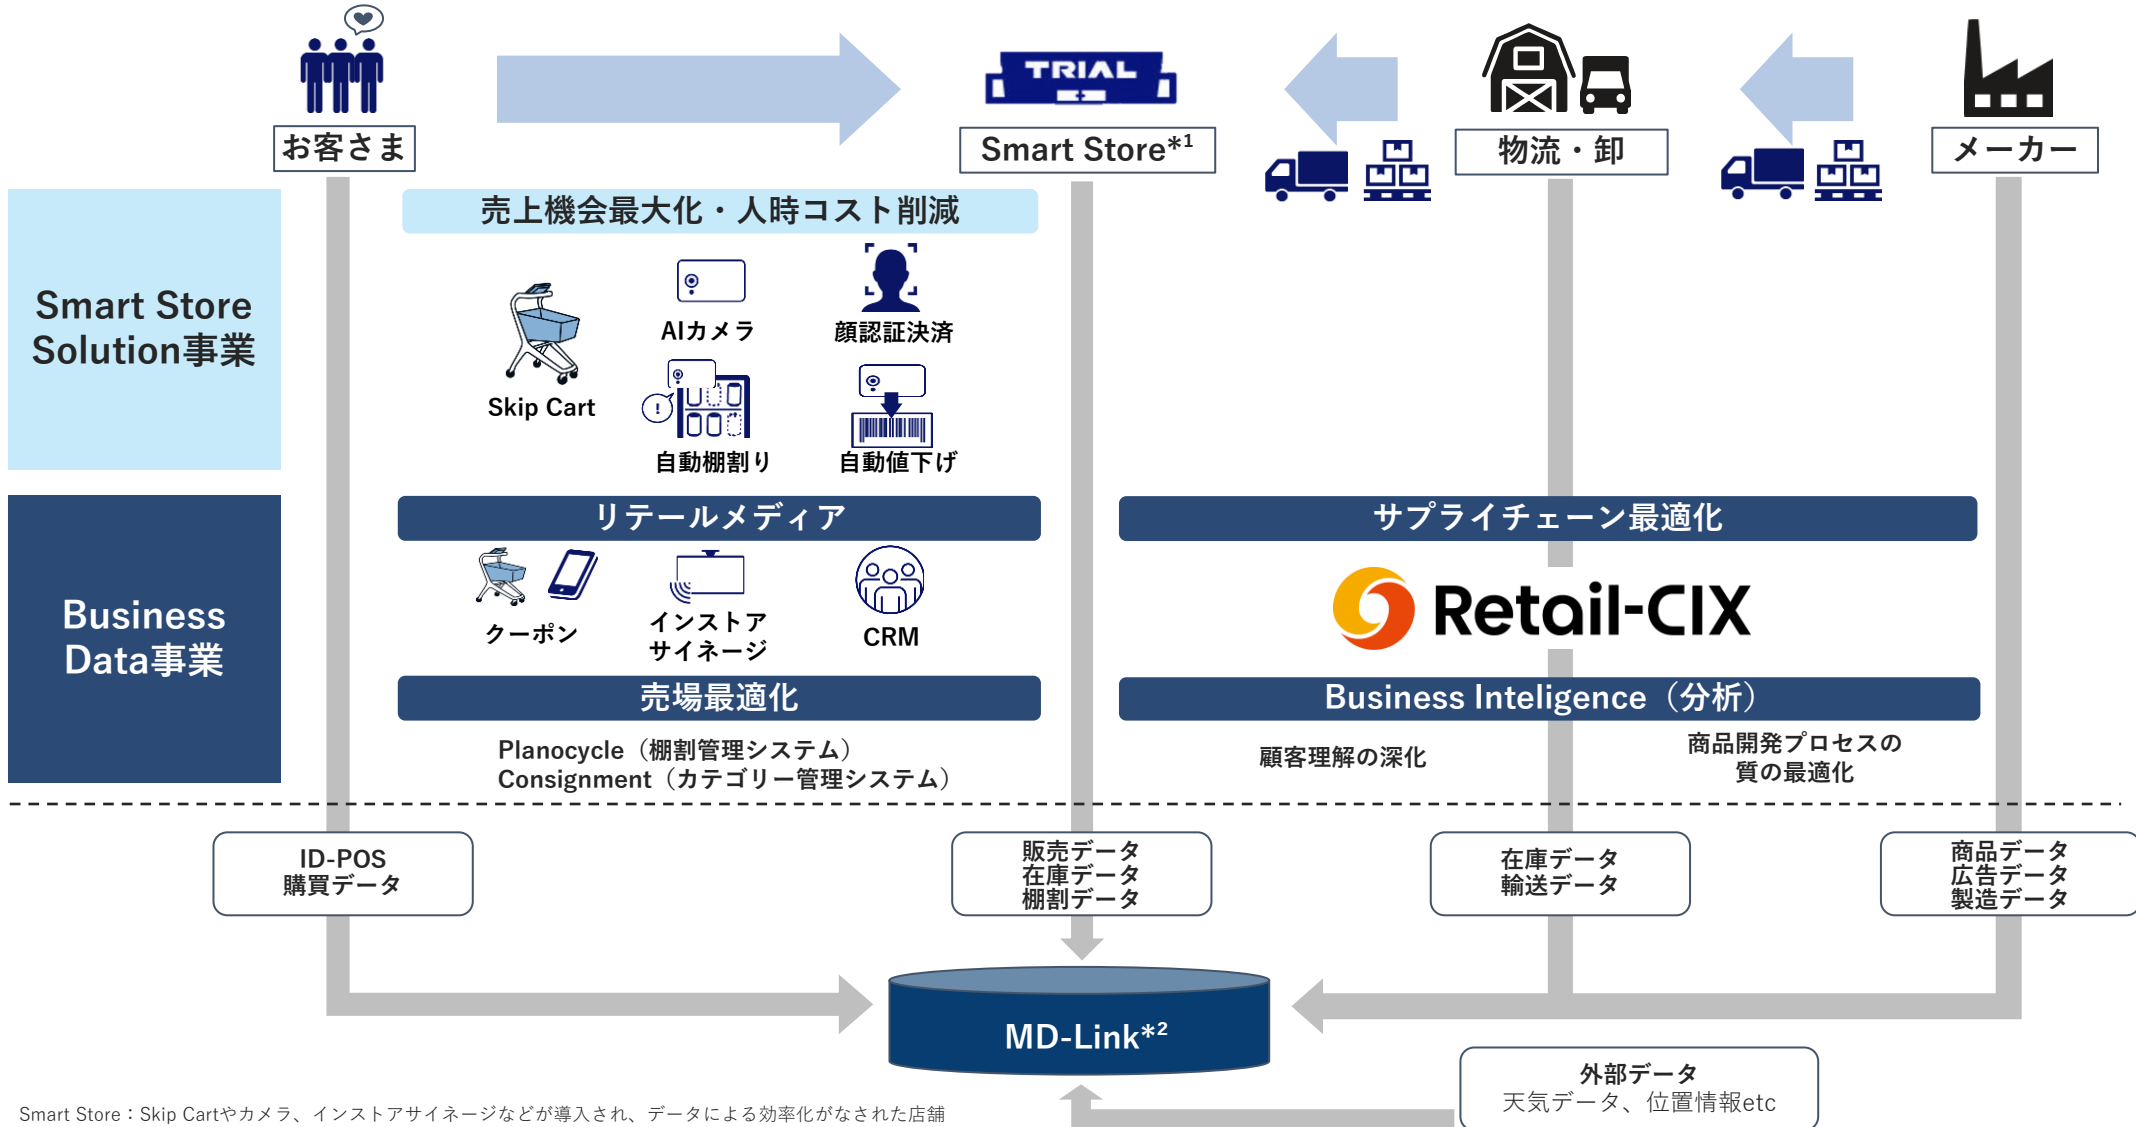 TRIAL
お客さま
Smart Store*1
物流・卸
メーカー
売上機会最大化・人時コスト削減
Smart Store
Solution事業
AIカメラ
顔認証決済
Skip Cart
!
自動棚割り
自動値下げ
リテールメディア
サプライチェーン最適化
Business
Data事業
クーポン
インストア
サイネージ
CRM
Retail-CIX
売場最適化
Business Inteligence（分析）
Planocycle（棚割管理システム）
Consignment（カテゴリー管理システム）
顧客理解の深化
商品開発プロセスの
質の最適化
ID-POS
購買データ
販売データ
在庫データ
棚割データ
在庫データ
輸送データ
商品データ
広告データ
製造データ
MD-Link*2
外部データ
天気データ、位置情報etc
Smart Store：Skip Cartやカメラ、インストアサイネージなどが導入され、データによる効率化がなされた店舗